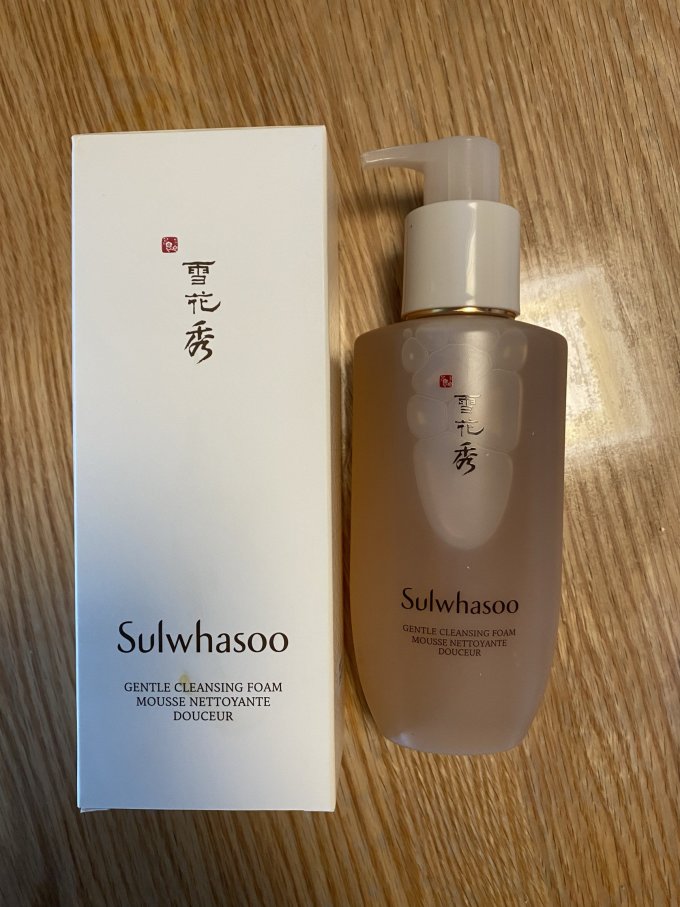 雪
花
秀
Sulwhasoo
GENTLE CLEANSING FOAM
MOUSSE NETTOYANTE
DOUCEUR
雪
花
秀
Sulwhasoo
GENTLE CLEANSING FOAM
MOUSSE NETTOYANTE
DOUCEUR